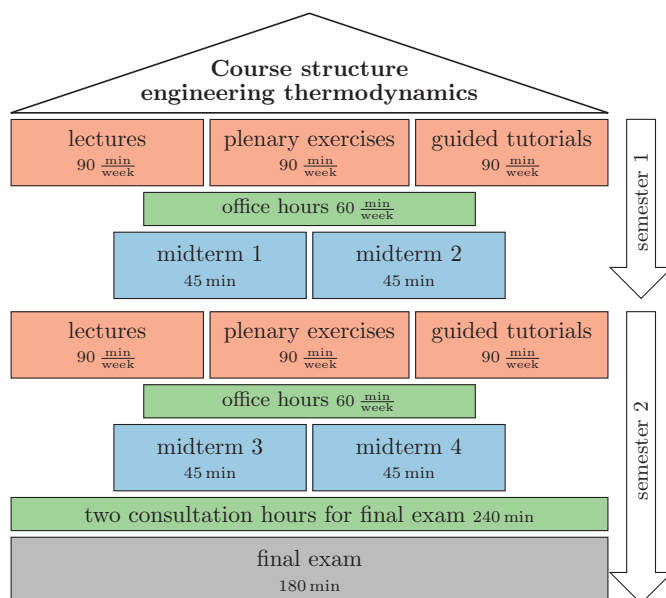 Course structure
engineering thermodynamics
lectures
90 min/week
plenary exercises
90 min/week
guided tutorials
90 min/week
office hours 60 min/week
midterm 1
45 min
midterm 2
45 min
semester 1
lectures
90 min/week
plenary exercises
90 min/week
guided tutorials
90 min/week
office hours 60 min/week
midterm 3
45 min
midterm 4
45 min
two consultation hours for final exam 240 min
final exam
180 min
semester 2